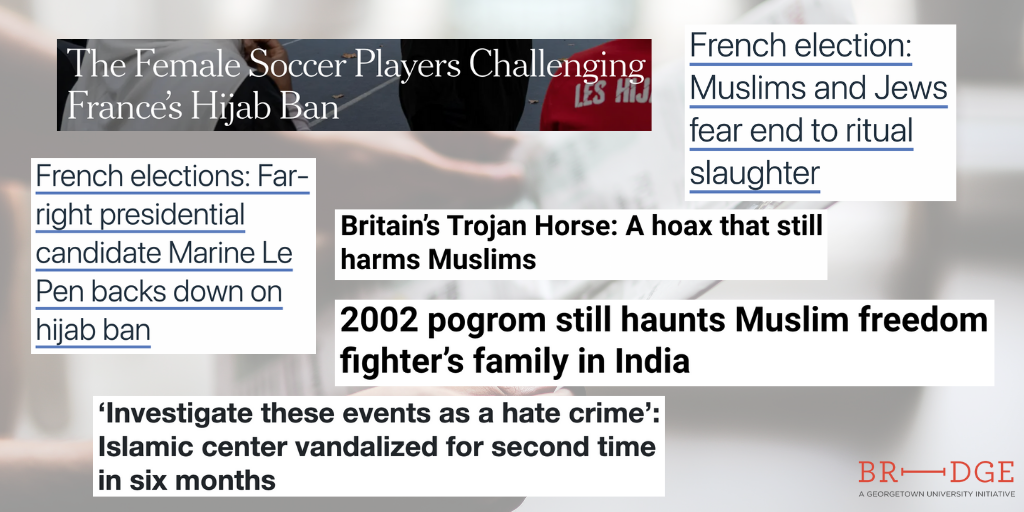 The Female Soccer Players Challenging
France's Hijab Ban
LES HIJ
French election:
Muslims and Jews
fear end to ritual
slaughter
French elections: Far-
right presidential
candidate Marine Le
Pen backs down on
hijab ban
Britain's Trojan Horse: A hoax that still
harms Muslims
2002 pogrom still haunts Muslim freedom
fighter's family in India
'Investigate these events as a hate crime':
Islamic center vandalized for second time
in six months
BRIDGE
A GEORGETOWN UNIVERSITY INITIATIVE